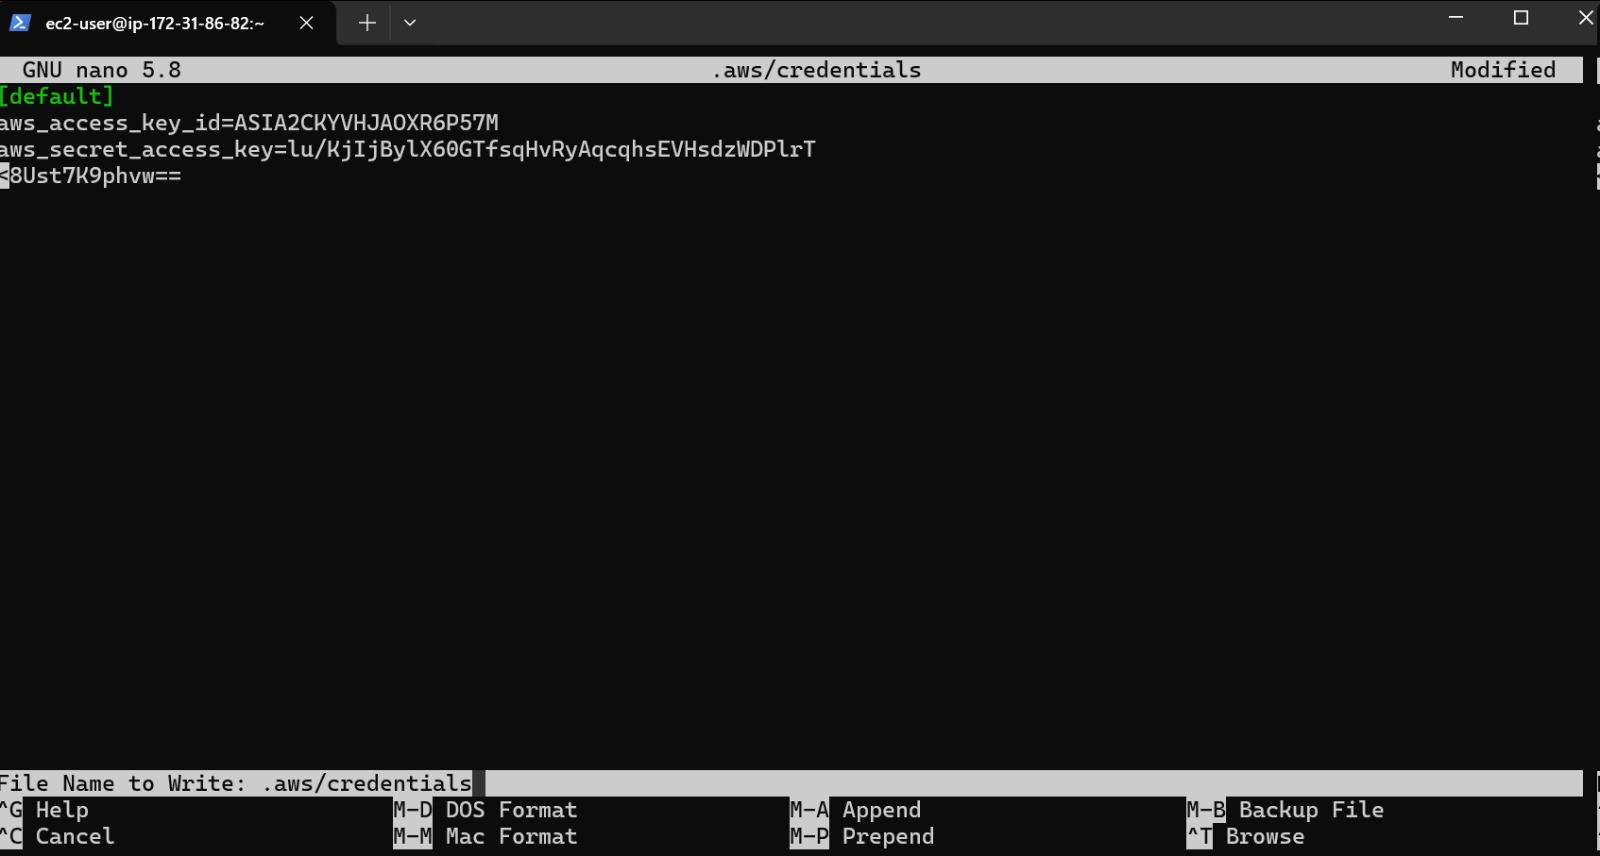 ec2-user@ip-172-31-86-82:~
GNU nano 5.8 .aws/credentials Modified
[default]
aws_access_key_id=ASIA2CKYVHJAOXR6P57M
aws_secret_access_key=lu/KjIjBylX60GTfsqHvRyAqcqhsEVHsdzWDPlrT
<8Ust7K9phvw==
File Name to Write: .aws/credentials
^G Help M-D DOS Format M-A Append M-B Backup File
^C Cancel M-M Mac Format M-P Prepend ^T Browse